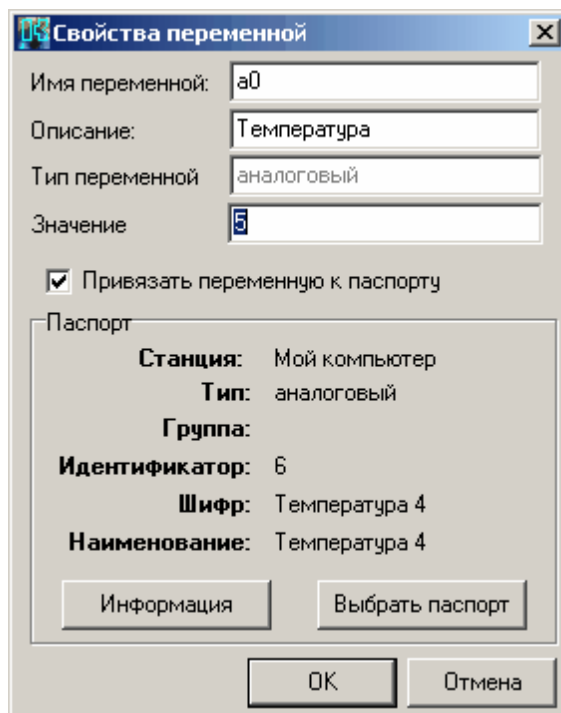 Свойства переменной
Имя переменной: a0
Описание: Температура
Тип переменной аналоговый
Значение 5
Привязать переменную к паспорту
Паспорт
Станция: Мой компьютер
Тип: аналоговый
Группа:
Идентификатор: 6
Шифр: Температура 4
Наименование: Температура 4
Информация Выбрать паспорт
OK Отмена